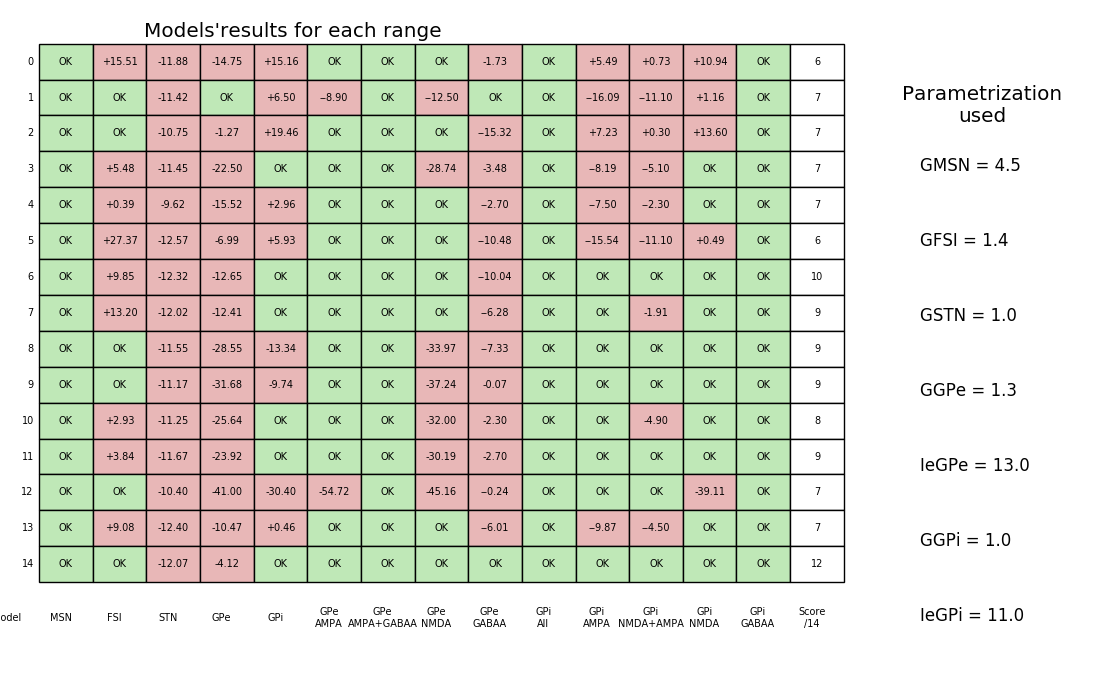 Models'results for each range
0 OK +15.51 -11.88 -14.75 +15.16 OK OK OK -1.73 OK +5.49 +0.73 +10.94 OK 6
1 OK OK -11.42 OK +6.50 --8.90 OK --12.50 OK OK --16.09 --11.10 +1.16 OK 7
2 OK OK -10.75 -1.27 +19.46 OK OK OK --15.32 OK +7.23 +0.30 +13.60 OK 7
3 OK +5.48 -11.45 -22.50 OK OK OK -28.74 -3.48 OK --8.19 --5.10 OK OK 7
4 OK +0.39 -9.62 -15.52 +2.96 OK OK OK --2.70 OK --7.50 --2.30 OK OK 7
5 OK +27.37 -12.57 -6.99 +5.93 OK OK OK --10.48 OK --15.54 --11.10 +0.49 OK 6
6 OK +9.85 -12.32 -12.65 OK OK OK OK --10.04 OK OK OK OK OK 10
7 OK +13.20 -12.02 -12.41 OK OK OK OK --6.28 OK OK -1.91 OK OK 9
8 OK OK -11.55 -28.55 -13.34 OK OK -33.97 --7.33 OK OK OK OK OK 9
9 OK OK -11.17 -31.68 -9.74 OK OK -37.24 -0.07 OK OK OK OK OK 9
10 OK +2.93 -11.25 -25.64 OK OK OK -32.00 -2.30 OK OK -4.90 OK OK 8
11 OK +3.84 -11.67 -23.92 OK OK OK -30.19 -2.70 OK OK OK OK OK 9
12 OK OK -10.40 -41.00 -30.40 -54.72 OK -45.16 --0.24 OK OK OK -39.11 OK 7
13 OK +9.08 -12.40 -10.47 +0.46 OK OK OK --6.01 OK --9.87 --4.50 OK OK 7
14 OK OK -12.07 -4.12 OK OK OK OK OK OK OK OK OK OK 12
odel MSN FSI STN GPe GPi GPe GPe GPe GPe GPi GPi GPi GPi GPi Score
AMPA AMPA+GABAA NMDA GABAA All AMPA NMDA+AMPA NMDA GABAA /14
Parametrization
used
GMSN = 4.5
GFSI = 1.4
GSTN = 1.0
GGPe = 1.3
IeGPe = 13.0
GGPi = 1.0
IeGPi = 11.0